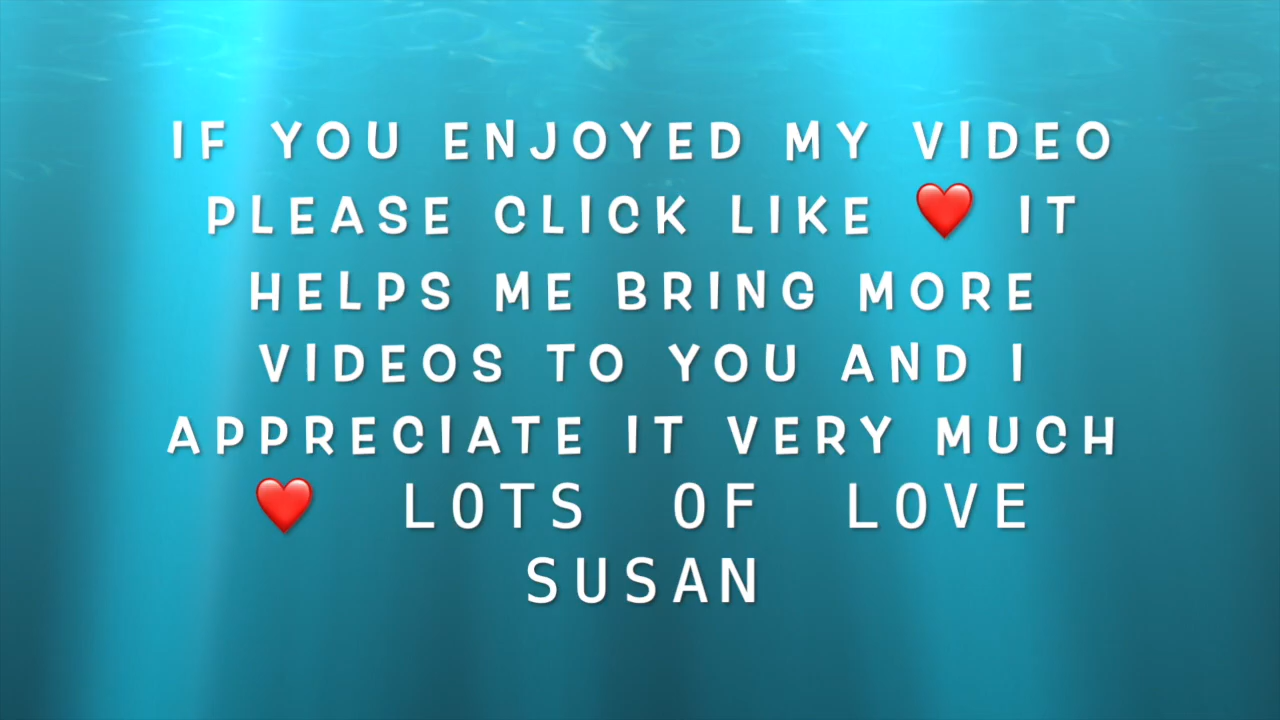 IF YOU ENJOYED MY VIDEO
PLEASE CLICK LIKE ❤️ IT
HELPS ME BRING MORE
VIDEOS TO YOU AND I
APPRECIATE IT VERY MUCH
❤️ LOTS OF LOVE
SUSAN